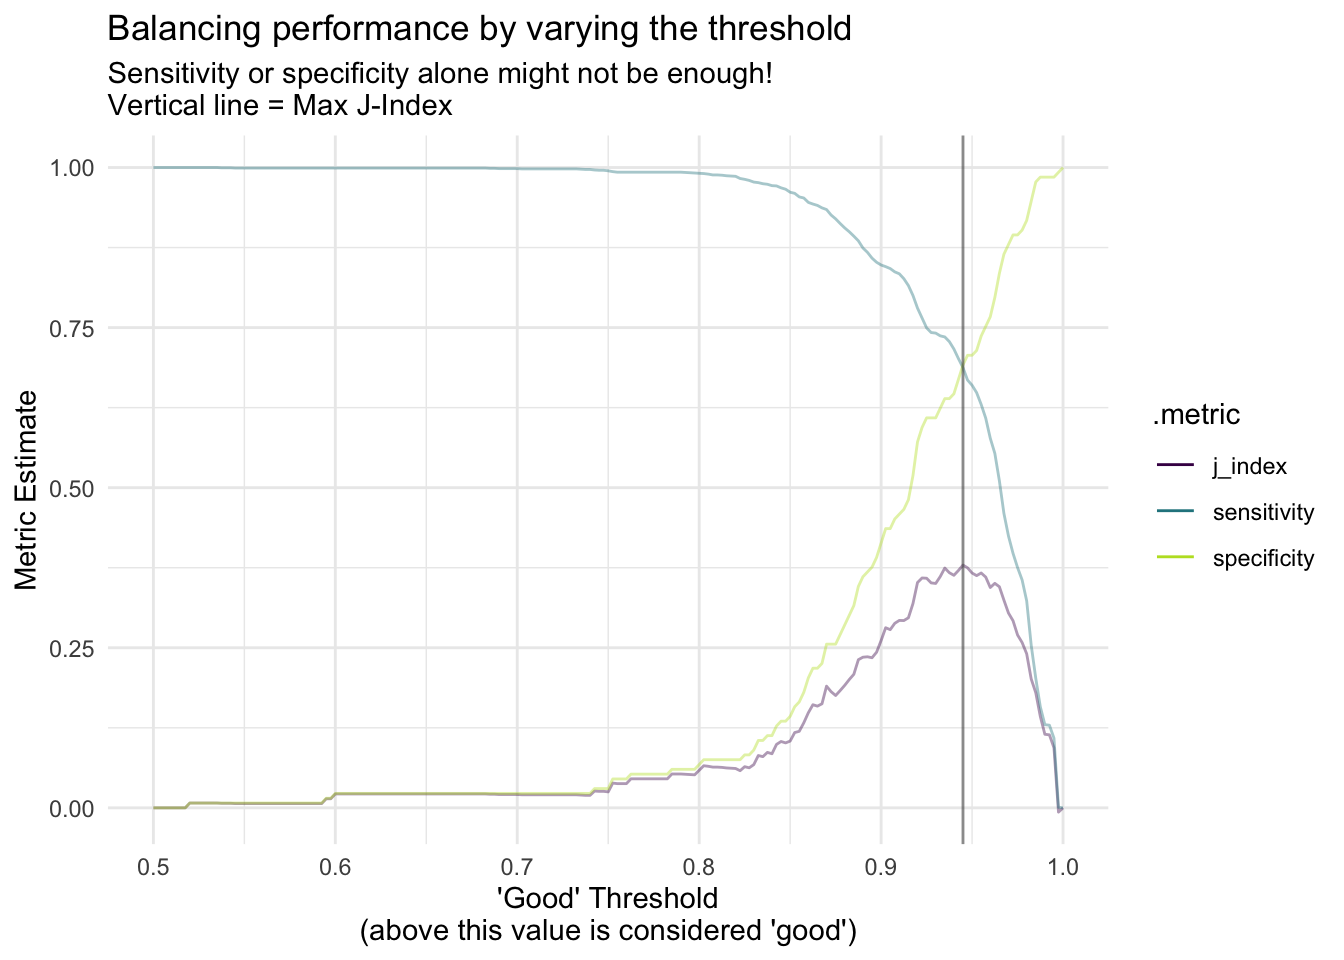 Balancing performance by varying the threshold
Sensitivity or specificity alone might not be enough!
Vertical line = Max J-Index
Metric Estimate
1.00
0.75
0.50
0.25
0.00
0.5 0.6 0.7 0.8 0.9 1.0
'Good' Threshold
(above this value is considered 'good')
.metric
j_index
sensitivity
specificity